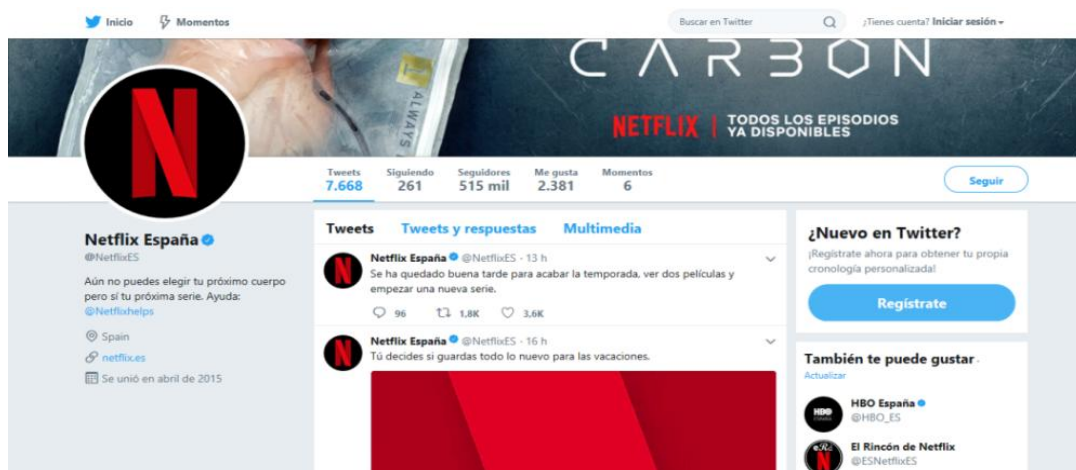 Inicio
Momentos
Buscar en Twitter
¿Tienes cuenta? Iniciar sesión
CARBON
ALWAYS
NETFLIX | TODOS LOS EPISODIOS
YA DISPONIBLES
Tweets
7.668
Siguiendo
261
Seguidores
515 mil
Me gusta
2.381
Momentos
6
Seguir
N
Netflix España
@NetflixES
Aún no puedes elegir tu próximo cuerpo
pero sí tu próxima serie. Ayuda:
@Netflixhelps
Spain
netflix.es
Se unió en abril de 2015
Tweets
Tweets y respuestas
Multimedia
Netflix España @NetflixES · 13 h
Se ha quedado buena tarde para acabar la temporada, ver dos películas y
empezar una nueva serie.
96
1,8K
3,6K
Netflix España @NetflixES · 16 h
Tú decides si guardas todo lo nuevo para las vacaciones.
¿Nuevo en Twitter?
¡Regístrate ahora para obtener tu propia
cronología personalizada!
Regístrate
También te puede gustar ·
Actualizar
HBO
HBO España
@HBO_ES
El Rincón de Netflix
@ESNetflixES